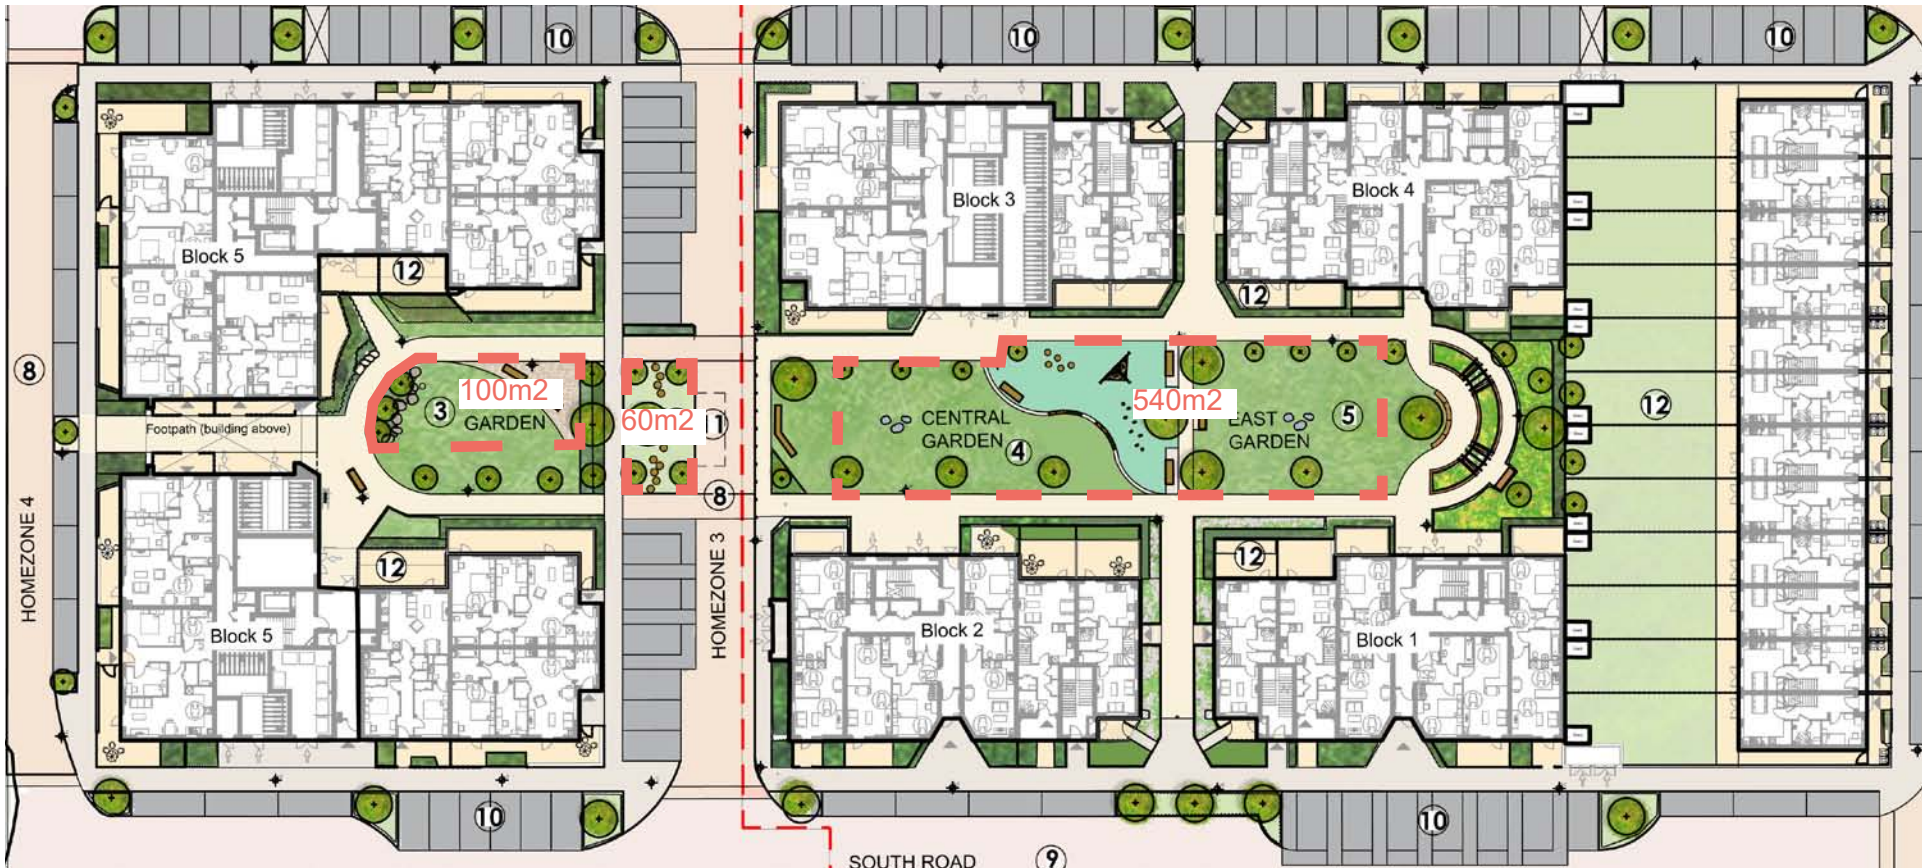 10
10
10
Block 3
Block 4
Block 5
12
12
8
100m2
3
GARDEN
60m2
11
540m2
CENTRAL
GARDEN
4
EAST
GARDEN
5
12
Footpath (building above)
8
HOMEZONE 4
HOMEZONE 3
12
12
Block 5
Block 2
Block 1
10
10
SOUTH ROAD
9